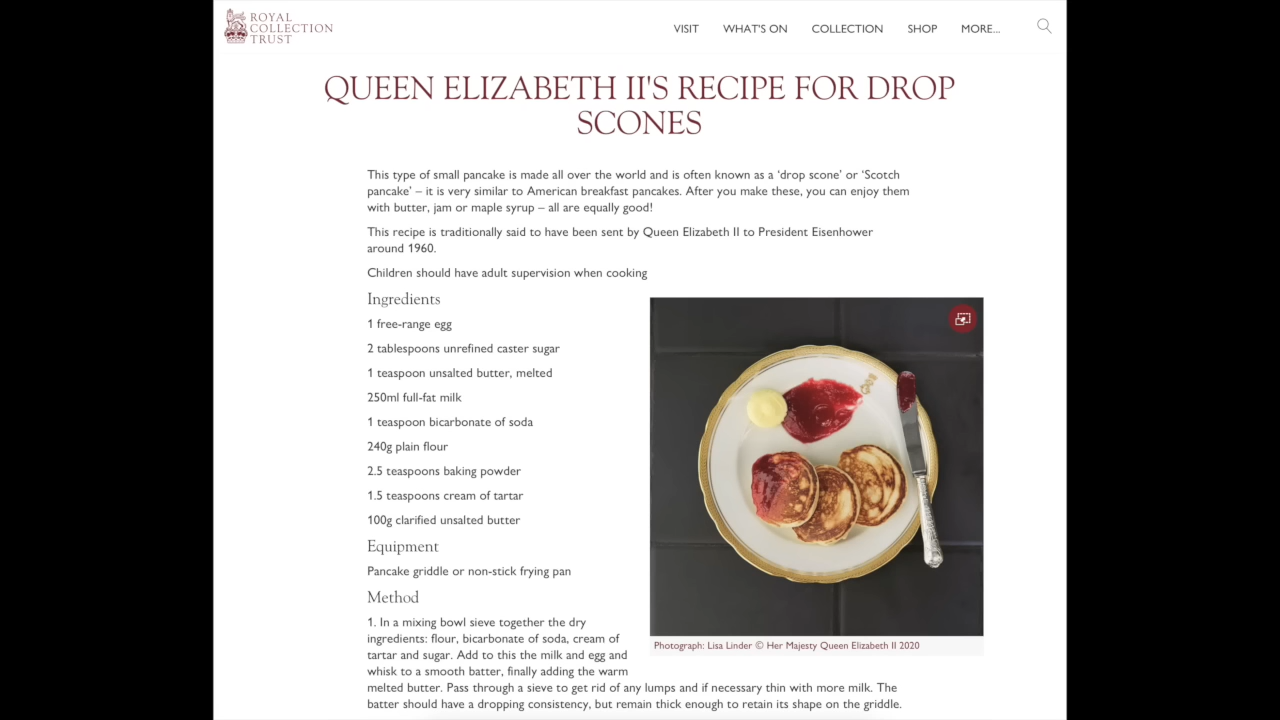 ROYAL
COLLECTION
TRUST
VISIT WHAT'S ON COLLECTION SHOP MORE...
QUEEN ELIZABETH II'S RECIPE FOR DROP
SCONES
This type of small pancake is made all over the world and is often known as a ‘drop scone’ or ‘Scotch
pancake’ – it is very similar to American breakfast pancakes. After you make these, you can enjoy them
with butter, jam or maple syrup – all are equally good!
This recipe is traditionally said to have been sent by Queen Elizabeth II to President Eisenhower
around 1960.
Children should have adult supervision when cooking
Ingredients
1 free-range egg
2 tablespoons unrefined caster sugar
1 teaspoon unsalted butter, melted
250ml full-fat milk
1 teaspoon bicarbonate of soda
240g plain flour
2.5 teaspoons baking powder
1.5 teaspoons cream of tartar
100g clarified unsalted butter
Equipment
Pancake griddle or non-stick frying pan
Method
1. In a mixing bowl sieve together the dry
ingredients: flour, bicarbonate of soda, cream of
tartar and sugar. Add to this the milk and egg and
whisk to a smooth batter, finally adding the warm
melted butter. Pass through a sieve to get rid of any lumps and if necessary thin with more milk. The
batter should have a dropping consistency, but remain thick enough to retain its shape on the griddle.
Photograph: Lisa Linder © Her Majesty Queen Elizabeth II 2020